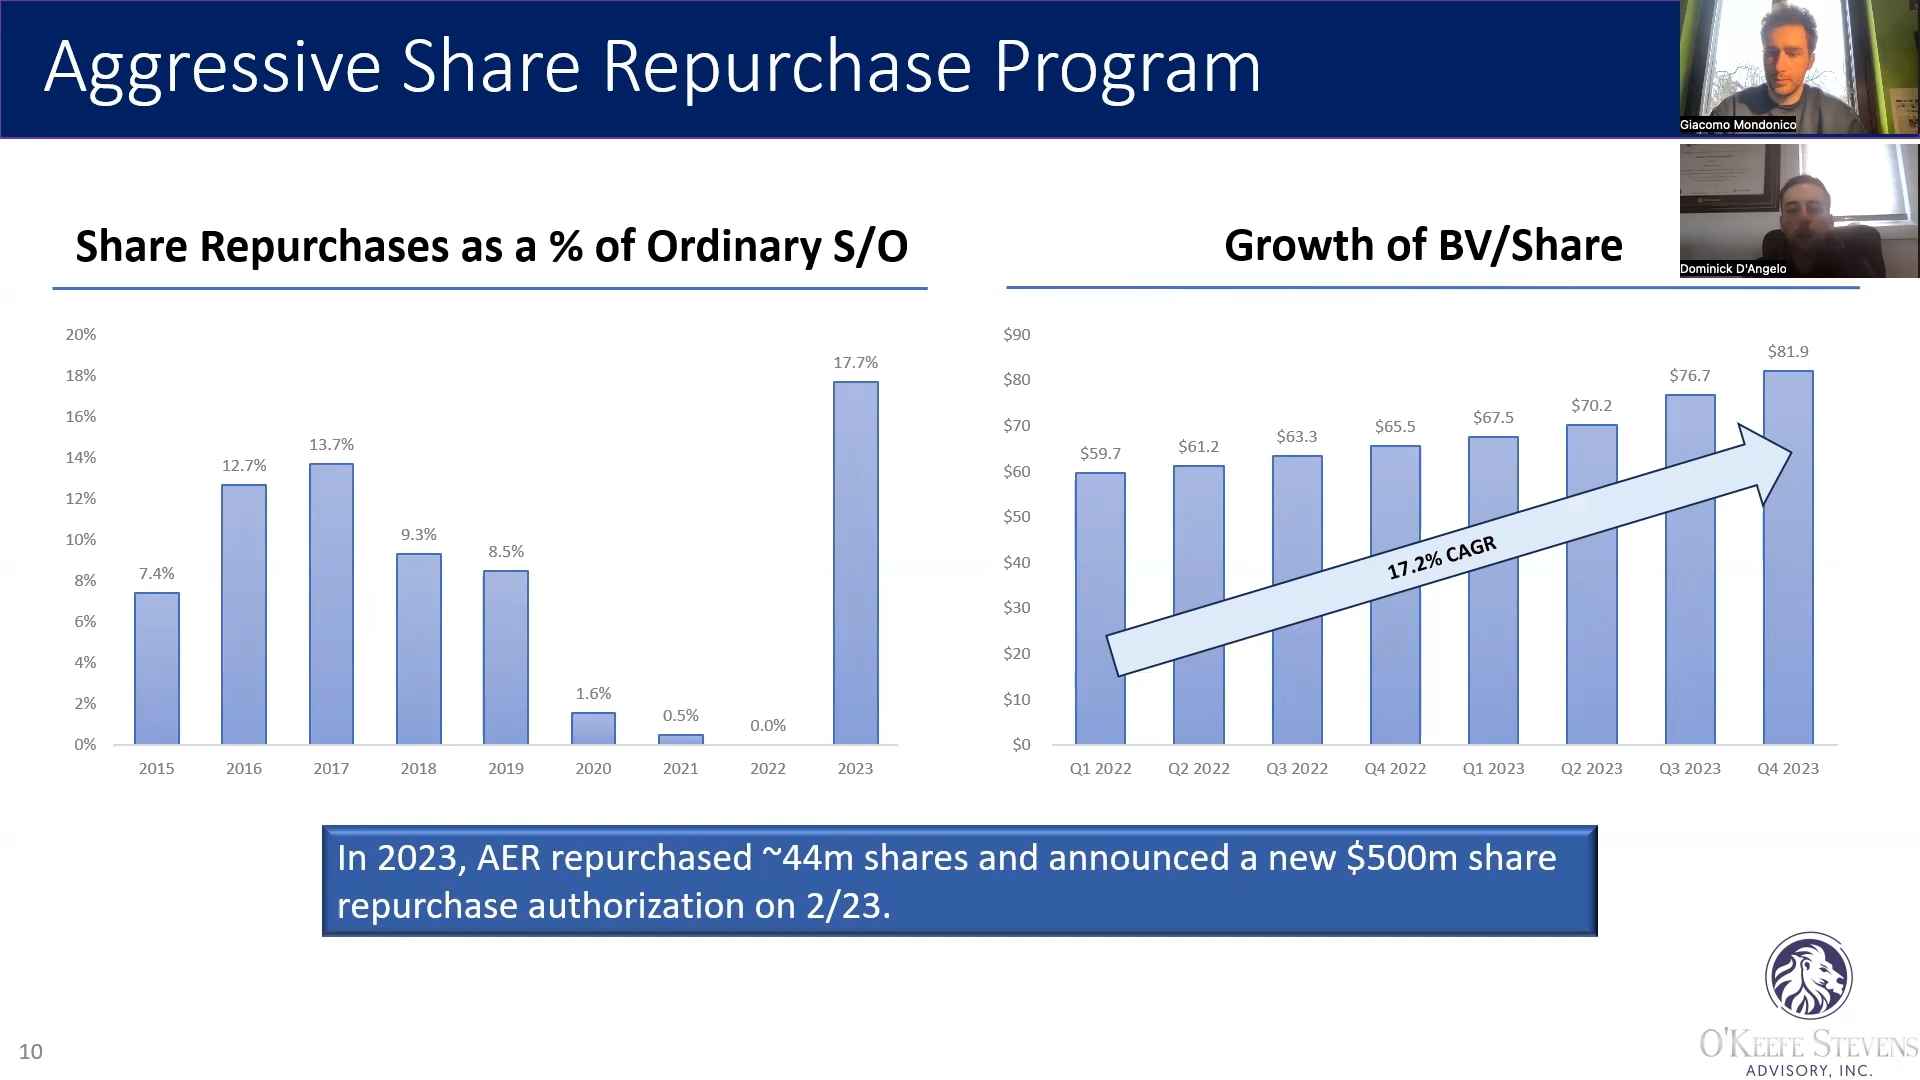 Aggressive Share Repurchase Program
Giacomo Mondonico
Dominick D'Angelo
Share Repurchases as a % of Ordinary S/O
20%
18%
16%
14%
12%
10%
8%
6%
4%
2%
0%
7.4%
12.7%
13.7%
9.3%
8.5%
1.6%
0.5%
0.0%
17.7%
2015
2016
2017
2018
2019
2020
2021
2022
2023
Growth of BV/Share
$90
$80
$70
$60
$50
$40
$30
$20
$10
$0
$59.7
$61.2
$63.3
$65.5
$67.5
$70.2
$76.7
$81.9
17.2% CAGR
Q1 2022
Q2 2022
Q3 2022
Q4 2022
Q1 2023
Q2 2023
Q3 2023
Q4 2023
In 2023, AER repurchased ~44m shares and announced a new $500m share
repurchase authorization on 2/23.
10
O'KEEFE STEVENS
ADVISORY, INC.